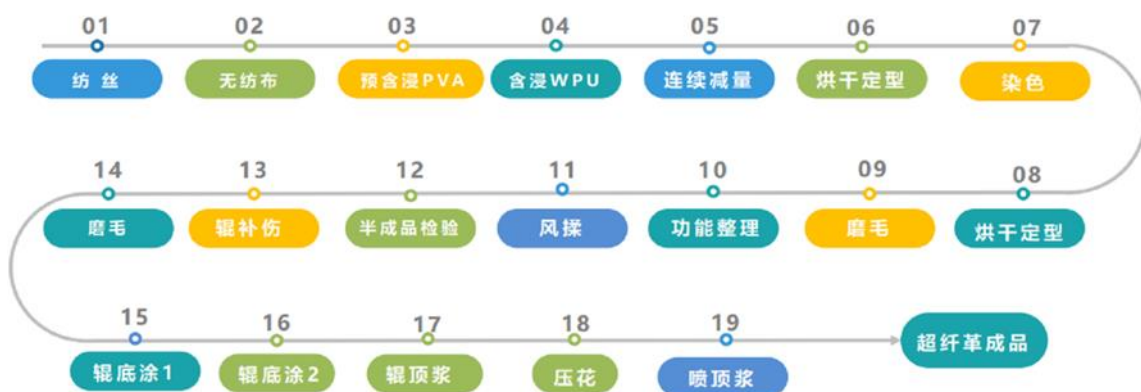 01 02 03 04 05 06 07
纺丝 无纺布 预含浸PVA 含浸WPU 连续减量 烘干定型 染色
14 13 12 11 10 09 08
磨毛 辊补伤 半成品检验 风揉 功能整理 磨毛 烘干定型
15 16 17 18 19
辊底涂1 辊底涂2 辊顶浆 压花 喷顶浆 超纤革成品